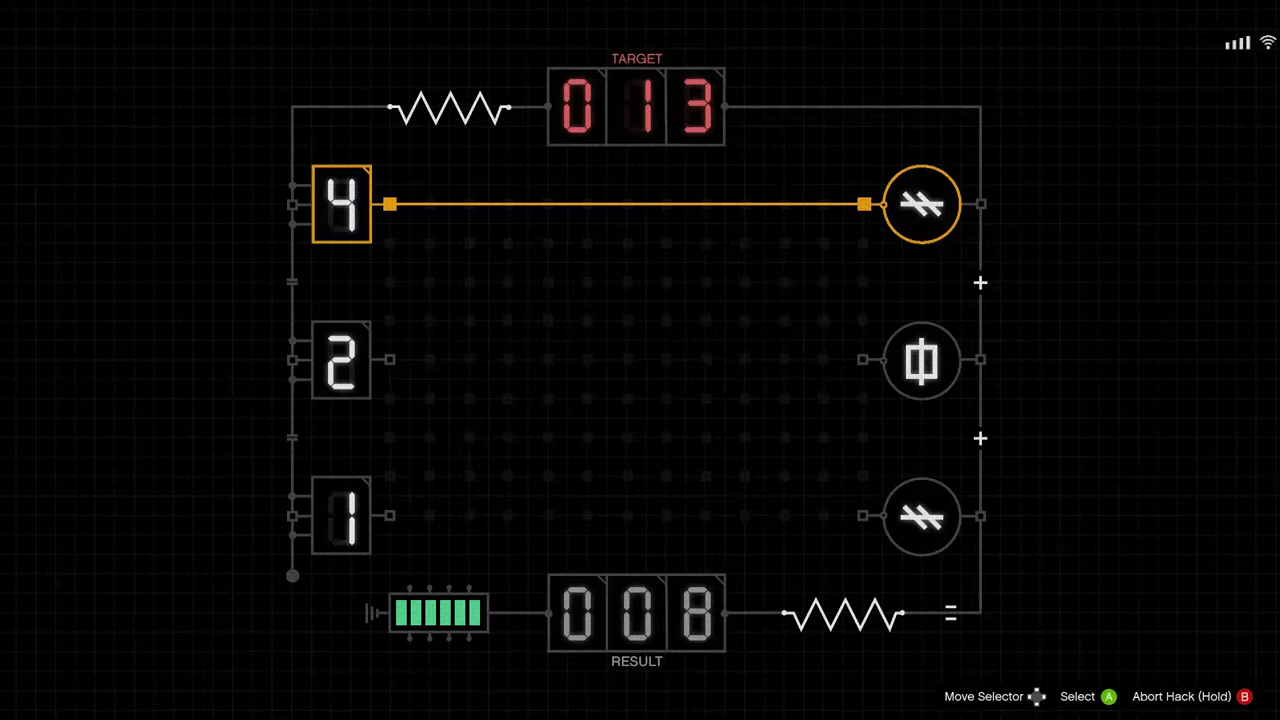 TARGET
013
4
+
2
+
1
=
008
RESULT
Move Selector Select A Abort Hack (Hold) B